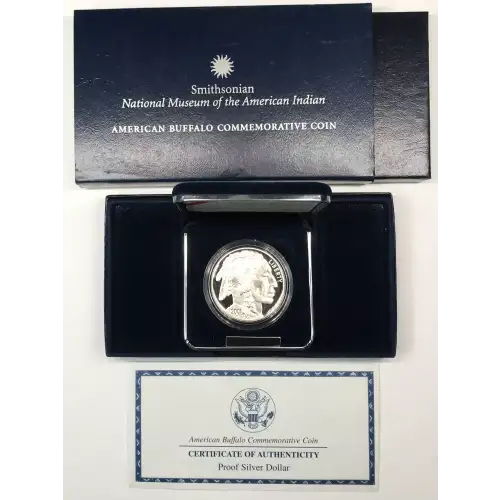 Smithsonian
National Museum of the American Indian
AMERICAN BUFFALO COMMEMORATIVE COIN
LIBERTY
2001
American Buffalo Commemorative Coin
CERTIFICATE OF AUTHENTICITY
Proof Silver Dollar